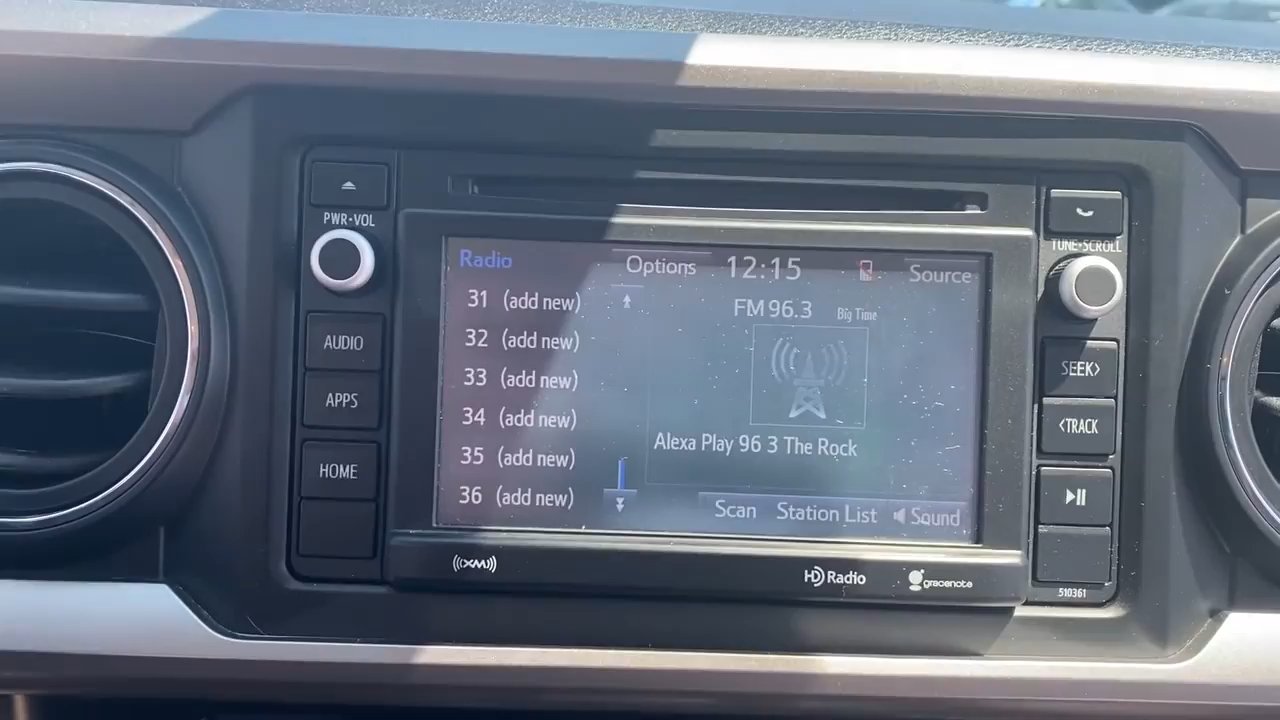 PWR•VOL
AUDIO
APPS
HOME
Radio
Options
12:15
Source
31 (add new)
32 (add new)
33 (add new)
34 (add new)
35 (add new)
36 (add new)
FM 96.3
Big Time
Alexa Play 96 3 The Rock
Scan
Station List
Sound
((XM))
HD Radio
gracenote
TUNE•SCROLL
SEEK>
<TRACK
510361